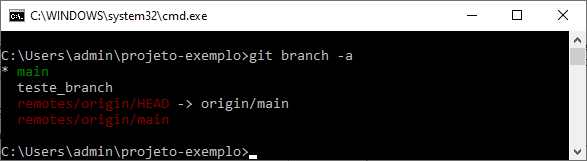 C:\WINDOWS\system32\cmd.exe
C:\Users\admin\projeto-exemplo>git branch -a
* main
  teste_branch
  remotes/origin/HEAD -> origin/main
  remotes/origin/main
C:\Users\admin\projeto-exemplo>